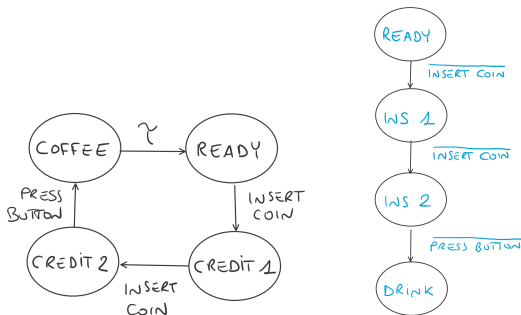 COFFEE
τ
READY
PRESS
BUTTON
INSERT
COIN
CREDIT 2
CREDIT 1
INSERT
COIN
READY
INSERT COIN
INS 1
INSERT COIN
INS 2
PRESS BUTTON
DRINK